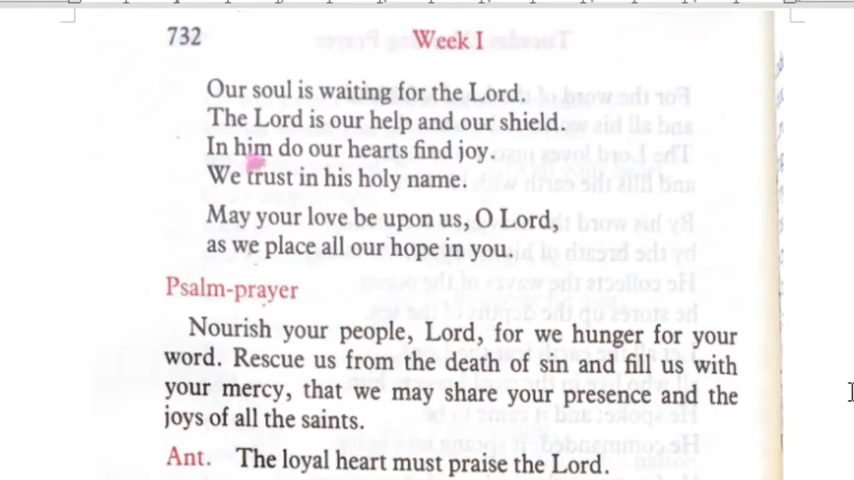 732 Week I
Our soul is waiting for the Lord.
The Lord is our help and our shield.
In him do our hearts find joy.
We trust in his holy name.
May your love be upon us, O Lord,
as we place all our hope in you.
Psalm-prayer
Nourish your people, Lord, for we hunger for your
word. Rescue us from the death of sin and fill us with
your mercy, that we may share your presence and the
joys of all the saints.
Ant. The loyal heart must praise the Lord.